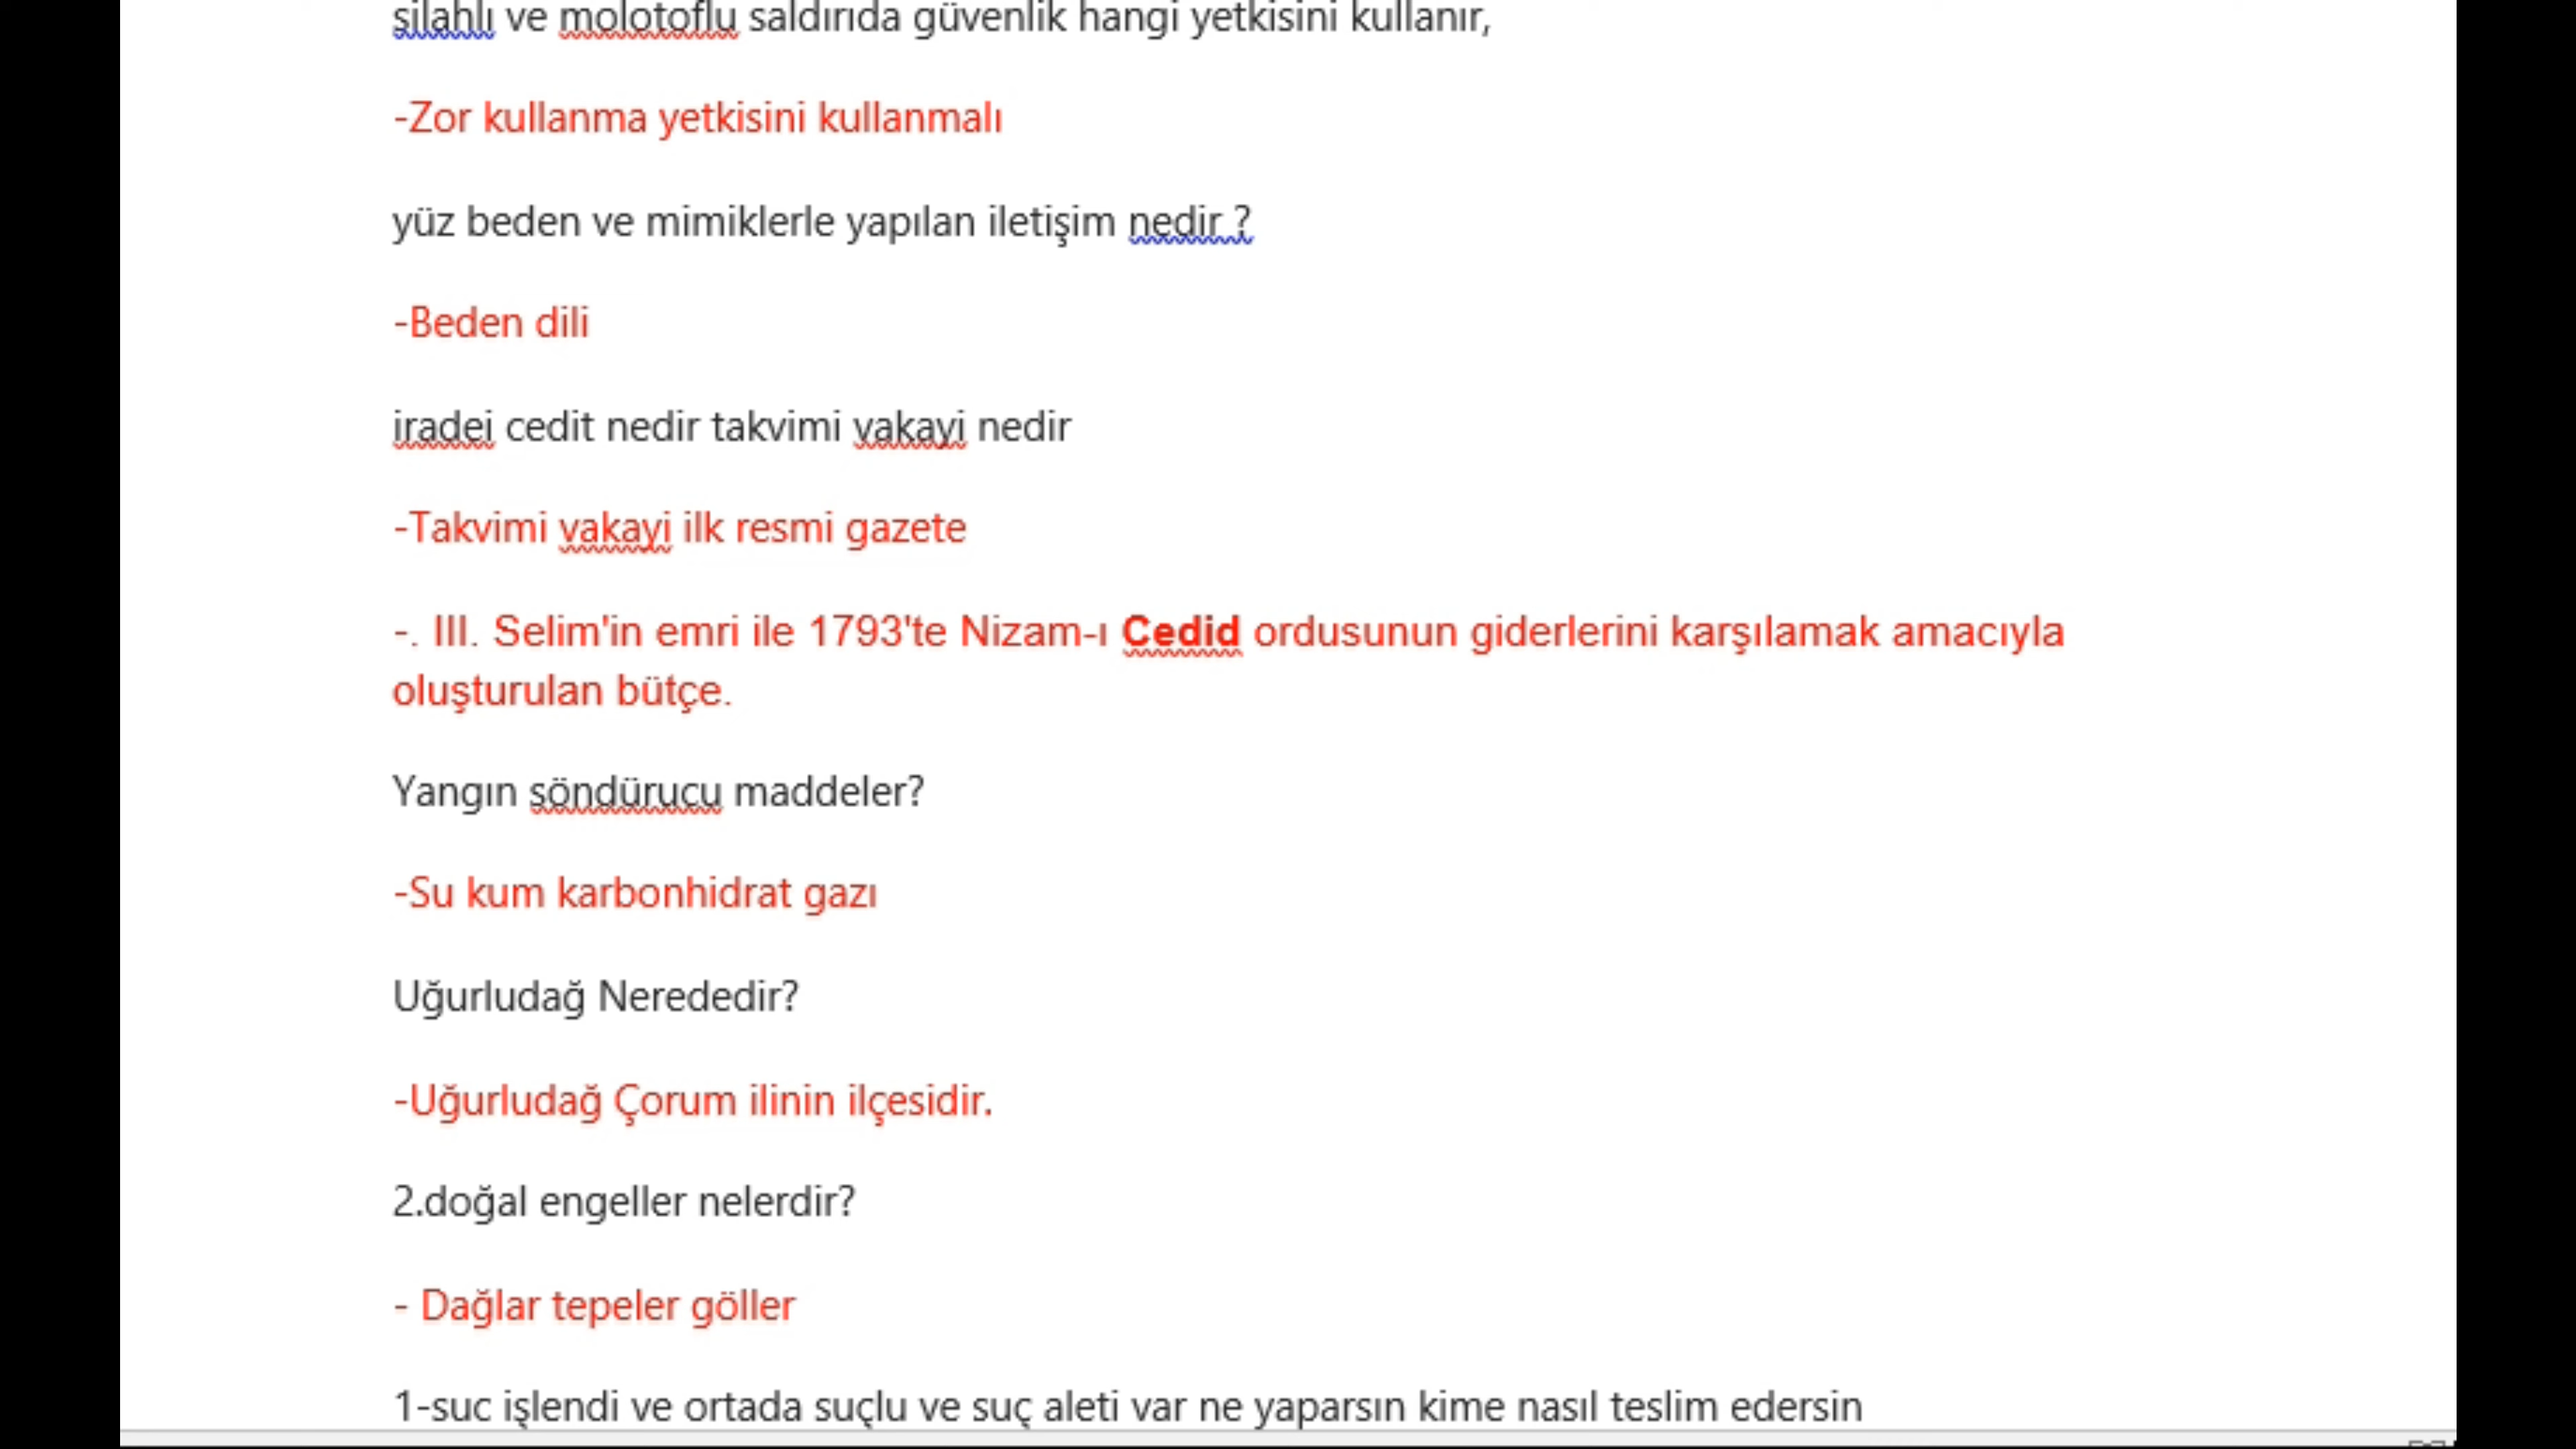 silahlı ve molotoflu saldırıda güvenlik hangi yetkisini kullanır,
-Zor kullanma yetkisini kullanmalı
yüz beden ve mimiklerle yapılan iletişim nedir ?
-Beden dili
iradei cedit nedir takvimi vakayi nedir
-Takvimi vakayi ilk resmi gazete
-. III. Selim'in emri ile 1793'te Nizam-ı Cedid ordusunun giderlerini karşılamak amacıyla
oluşturulan bütçe.
Yangın söndürucu maddeler?
-Su kum karbonhidrat gazı
Uğurludağ Nerededir?
-Uğurludağ Çorum ilinin ilçesidir.
2.doğal engeller nelerdir?
- Dağlar tepeler göller
1-suc işlendi ve ortada suçlu ve suç aleti var ne yaparsın kime nasıl teslim edersin